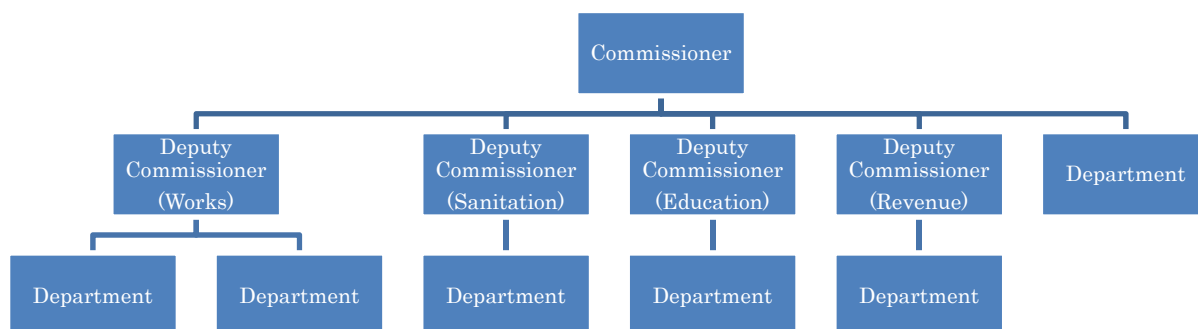 Commissioner
Deputy
Commissioner
(Works)
Deputy
Commissioner
(Sanitation)
Deputy
Commissioner
(Education)
Deputy
Commissioner
(Revenue)
Department
Department
Department
Department
Department
Department